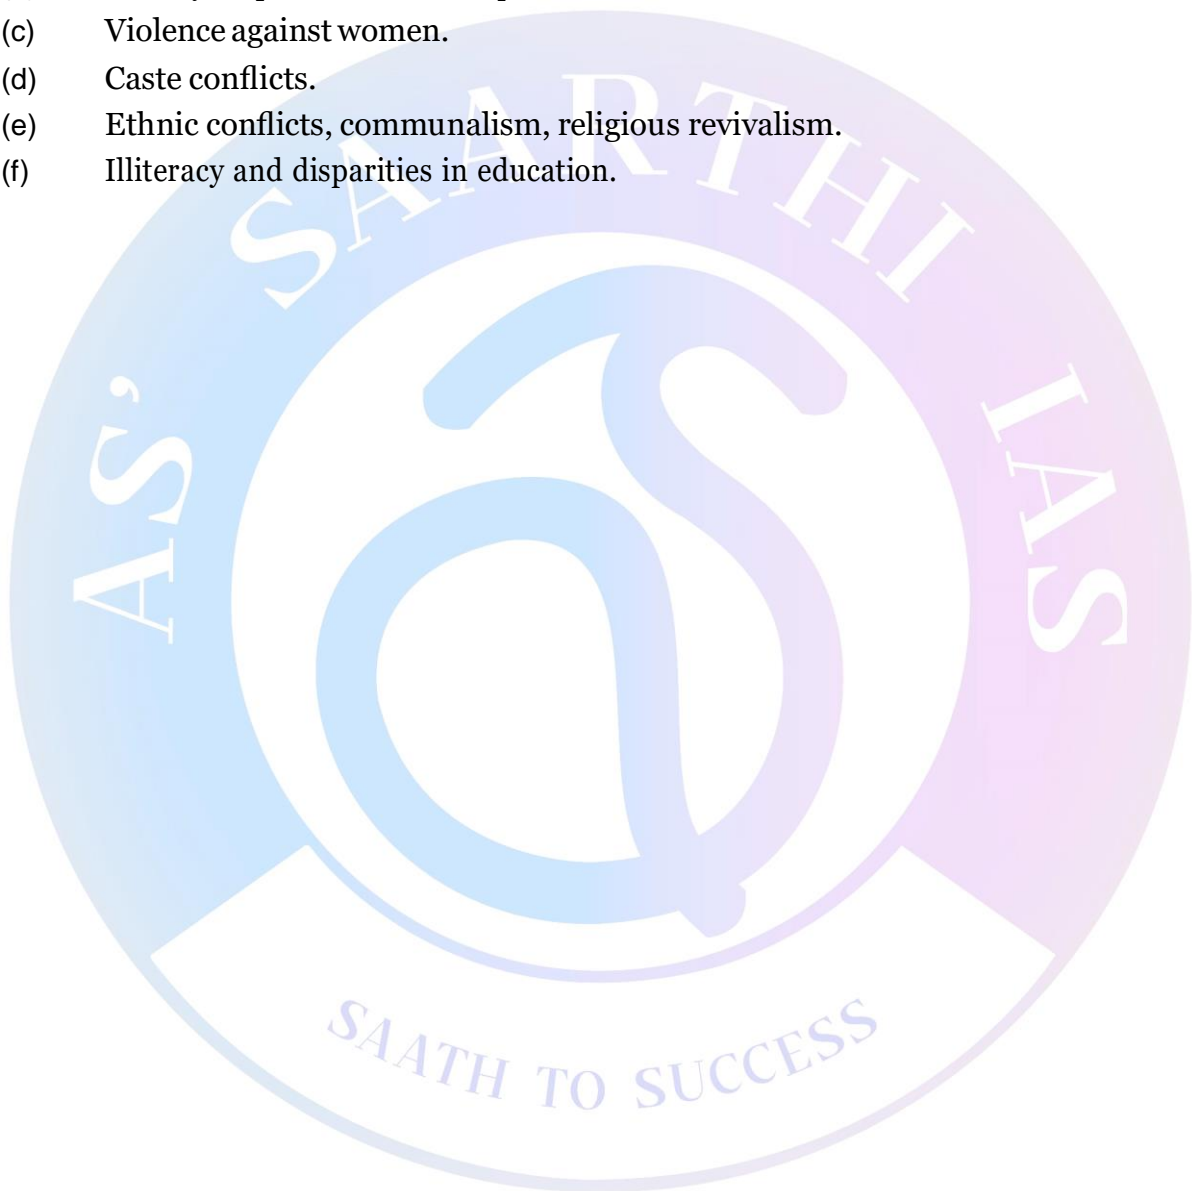 (c) Violence against women.
(d) Caste conflicts.
(e) Ethnic conflicts, communalism, religious revivalism.
(f) Illiteracy and disparities in education.
AS’ SAARTHI IAS
SAATH TO SUCCESS